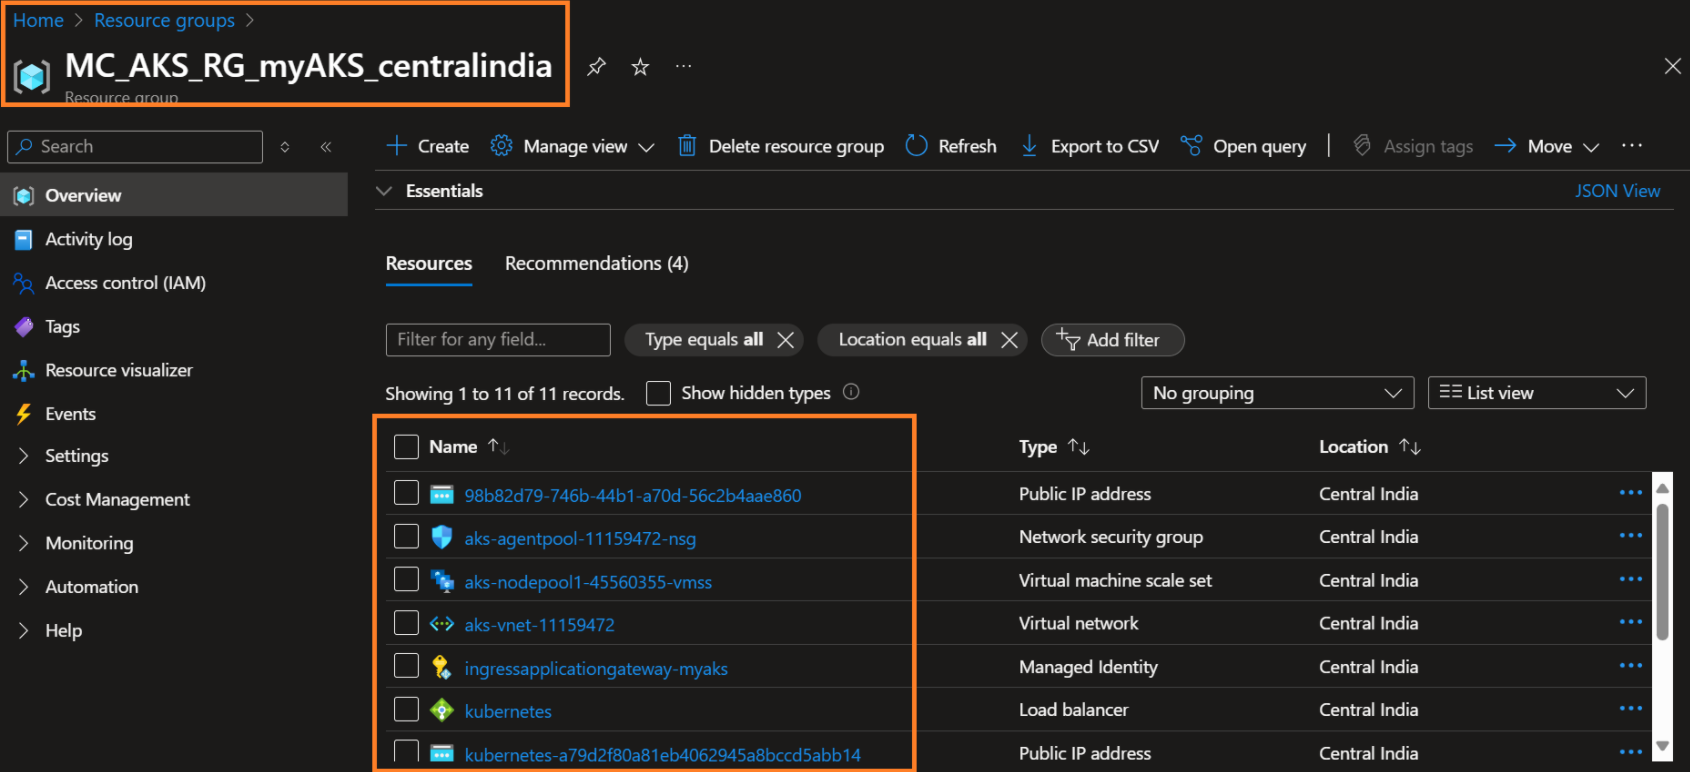 Home > Resource groups >
MC_AKS_RG_myAKS_centralindia
Resource group
Search
Create Manage view Delete resource group Refresh Export to CSV Open query Assign tags Move
Overview
Activity log
Access control (IAM)
Tags
Resource visualizer
Events
Settings
Cost Management
Monitoring
Automation
Help
Essentials JSON View
Resources Recommendations (4)
Filter for any field... Type equals all Location equals all Add filter
Showing 1 to 11 of 11 records. Show hidden types No grouping List view
Name Type Location
98b82d79-746b-44b1-a70d-56c2b4aae860 Public IP address Central India
aks-agentpool-11159472-nsg Network security group Central India
aks-nodepool1-45560355-vmss Virtual machine scale set Central India
aks-vnet-11159472 Virtual network Central India
ingressapplicationgateway-myaks Managed Identity Central India
kubernetes Load balancer Central India
kubernetes-a79d2f80a81eb4062945a8bccd5abb14 Public IP address Central India